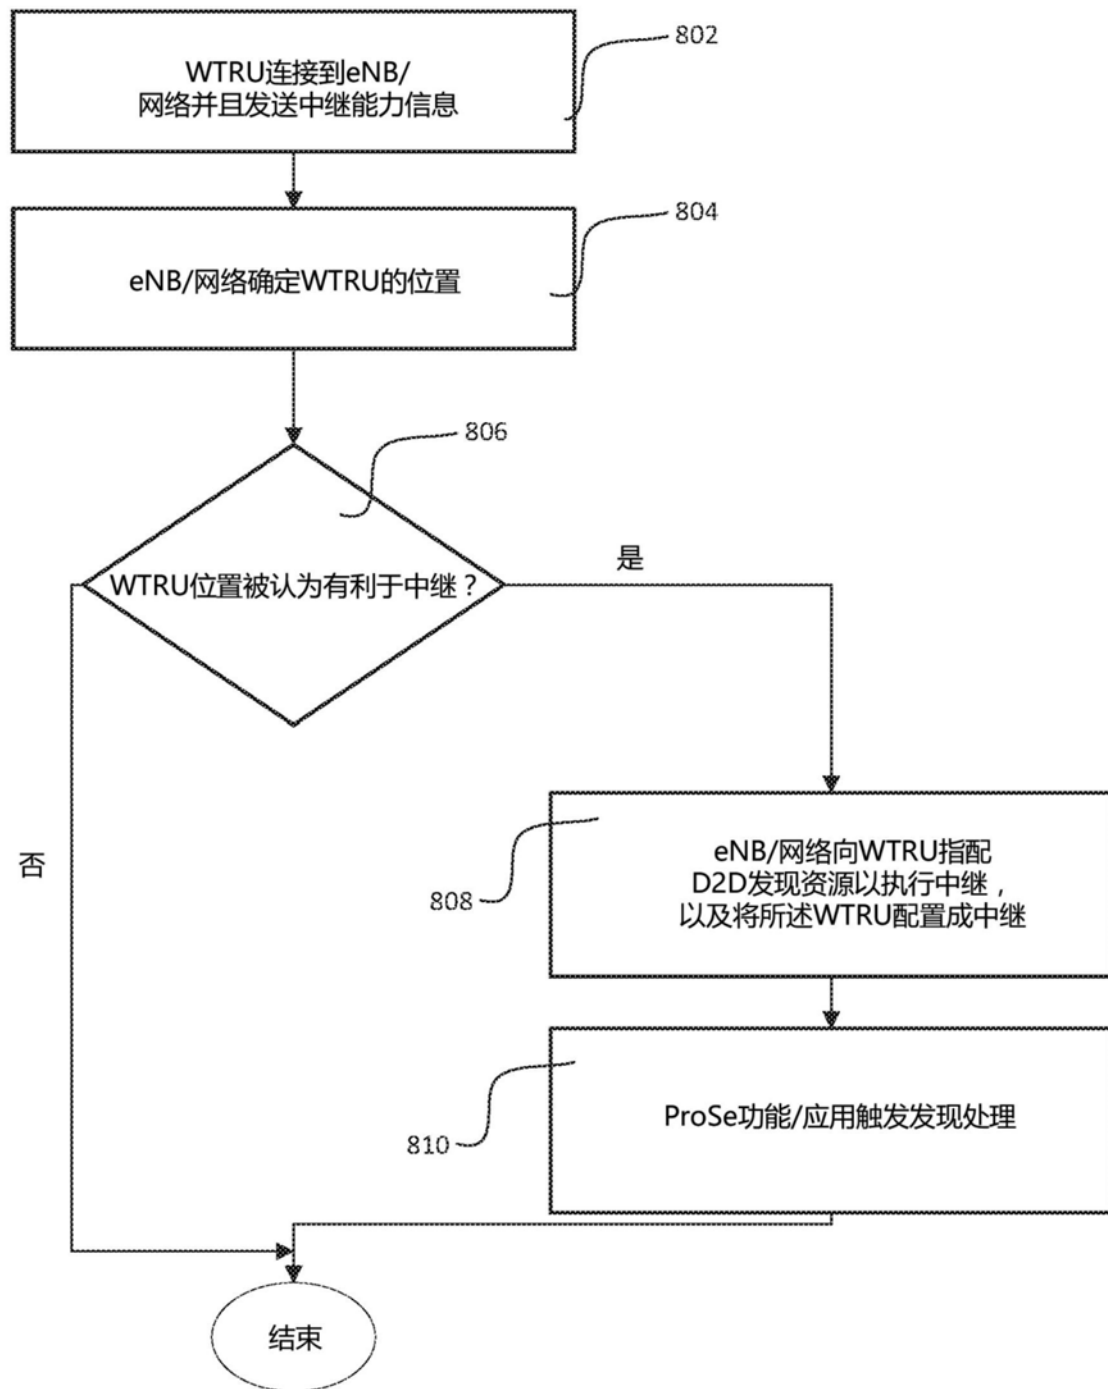 802
WTRU连接到eNB/
网络并且发送中继能力信息
804
eNB/网络确定WTRU的位置
806
WTRU位置被认为有利于中继？
是
否
808
eNB/网络向WTRU指配
D2D发现资源以执行中继，
以及将所述WTRU配置成中继
810
ProSe功能/应用触发发现处理
结束